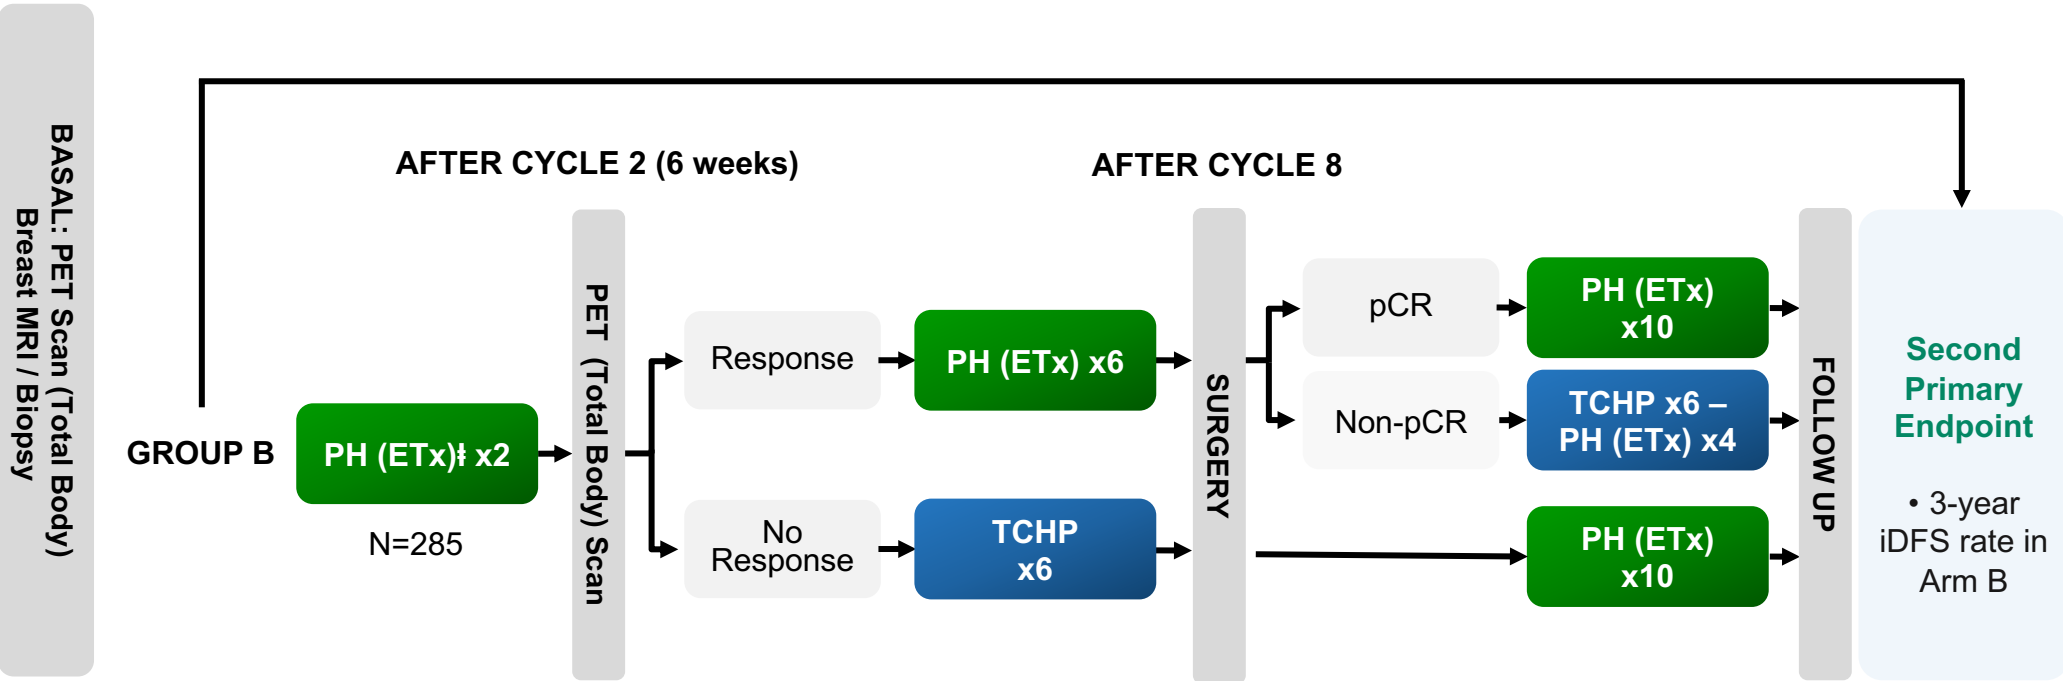 BASAL: PET Scan (Total Body)
Breast MRI / Biopsy
AFTER CYCLE 2 (6 weeks)
AFTER CYCLE 8
GROUP B
PH (ETx)ǂ x2
N=285
PET (Total Body) Scan
Response
PH (ETx) x6
No
Response
TCHP
x6
SURGERY
pCR
PH (ETx)
x10
Non-pCR
TCHP x6 –
PH (ETx) x4
PH (ETx)
x10
FOLLOW UP
Second
Primary
Endpoint
• 3-year
iDFS rate in
Arm B